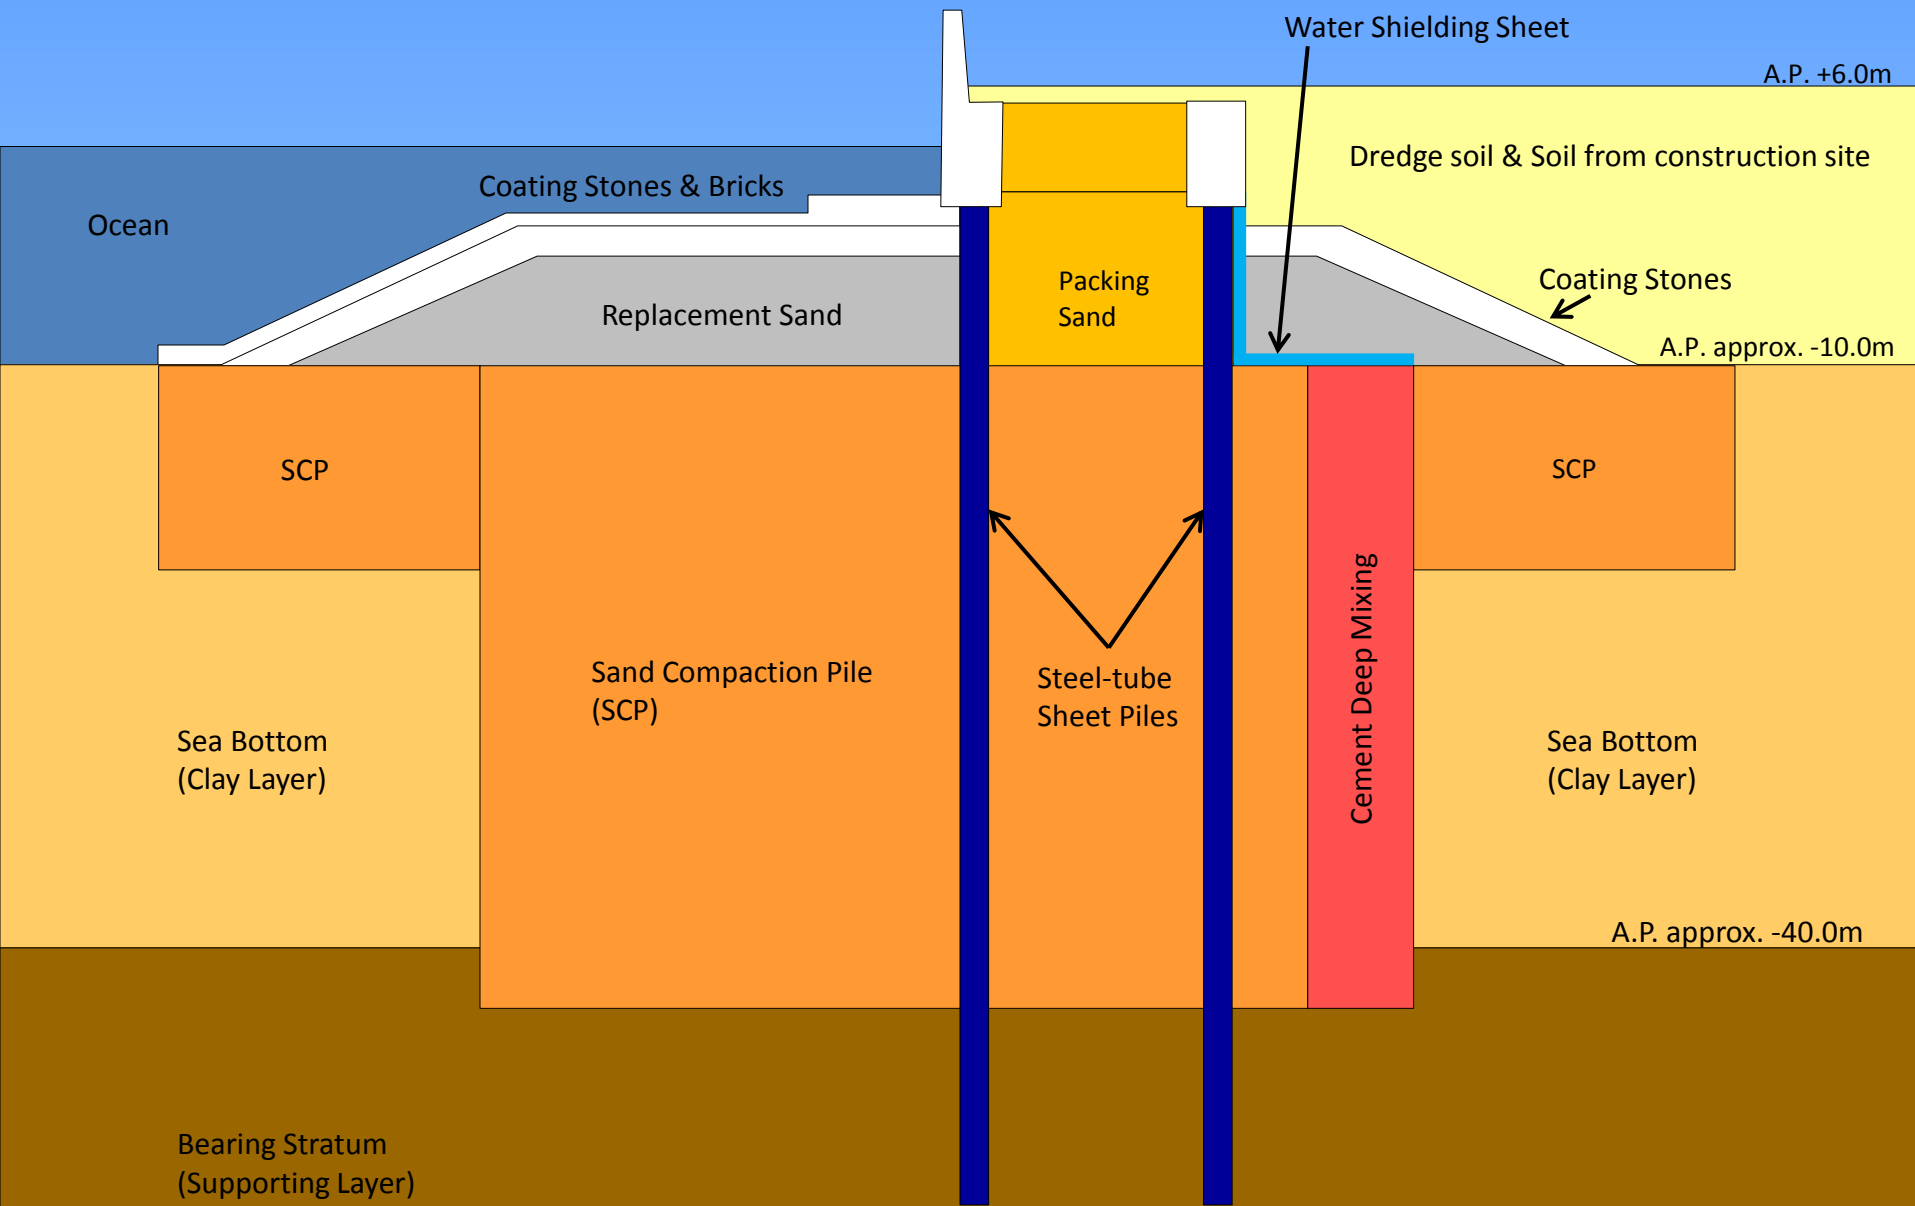 Water Shielding Sheet
A.P. +6.0m
Dredge soil & Soil from construction site
Coating Stones & Bricks
Ocean
Packing
Sand
Coating Stones
Replacement Sand
A.P. approx. -10.0m
SCP
SCP
Cement Deep Mixing
Sand Compaction Pile
(SCP)
Steel-tube
Sheet Piles
Sea Bottom
(Clay Layer)
Sea Bottom
(Clay Layer)
A.P. approx. -40.0m
Bearing Stratum
(Supporting Layer)